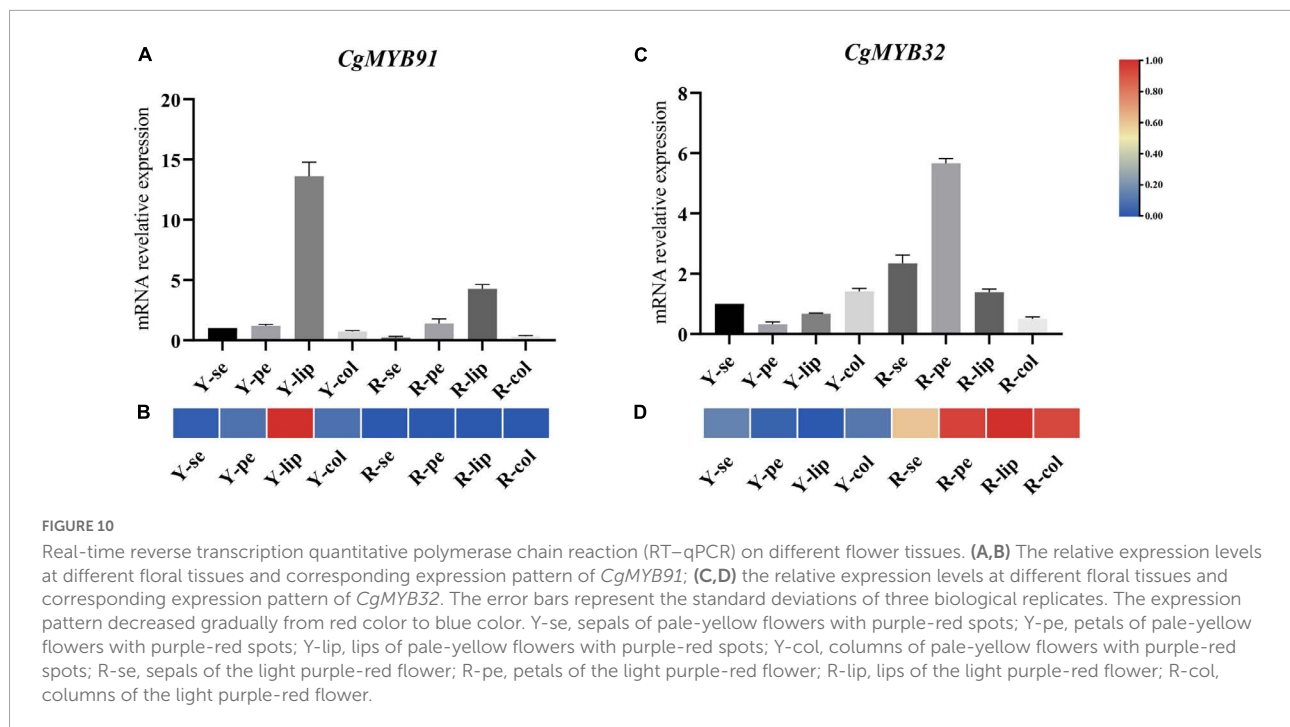 A
CgMYB91
mRNA revelative expression
20
15
10
5
0
Y-se
Y-pe
Y-lip
Y-col
R-se
R-pe
R-lip
R-col
B
Y-se
Y-pe
Y-lip
Y-col
R-se
R-pe
R-lip
R-col
C
CgMYB32
mRNA revelative expression
8
6
4
2
0
Y-se
Y-pe
Y-lip
Y-col
R-se
R-pe
R-lip
R-col
D
Y-se
Y-pe
Y-lip
Y-col
R-se
R-pe
R-lip
R-col
1.00
0.80
0.60
0.40
0.20
0.00
FIGURE 10
Real-time reverse transcription quantitative polymerase chain reaction (RT–qPCR) on different flower tissues. (A,B) The relative expression levels
at different floral tissues and corresponding expression pattern of CgMYB91; (C,D) the relative expression levels at different floral tissues and
corresponding expression pattern of CgMYB32. The error bars represent the standard deviations of three biological replicates. The expression
pattern decreased gradually from red color to blue color. Y-se, sepals of pale-yellow flowers with purple-red spots; Y-pe, petals of pale-yellow
flowers with purple-red spots; Y-lip, lips of pale-yellow flowers with purple-red spots; Y-col, columns of pale-yellow flowers with purple-red
spots; R-se, sepals of the light purple-red flower; R-pe, petals of the light purple-red flower; R-lip, lips of the light purple-red flower; R-col,
columns of the light purple-red flower.